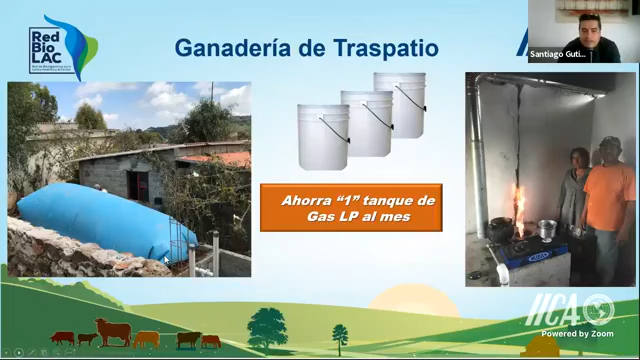 Red
Bio
LAC
Ganadería de Traspatio
Santiago Guti...
Ahorra “1” tanque de
Gas LP al mes
IICA
Powered by Zoom